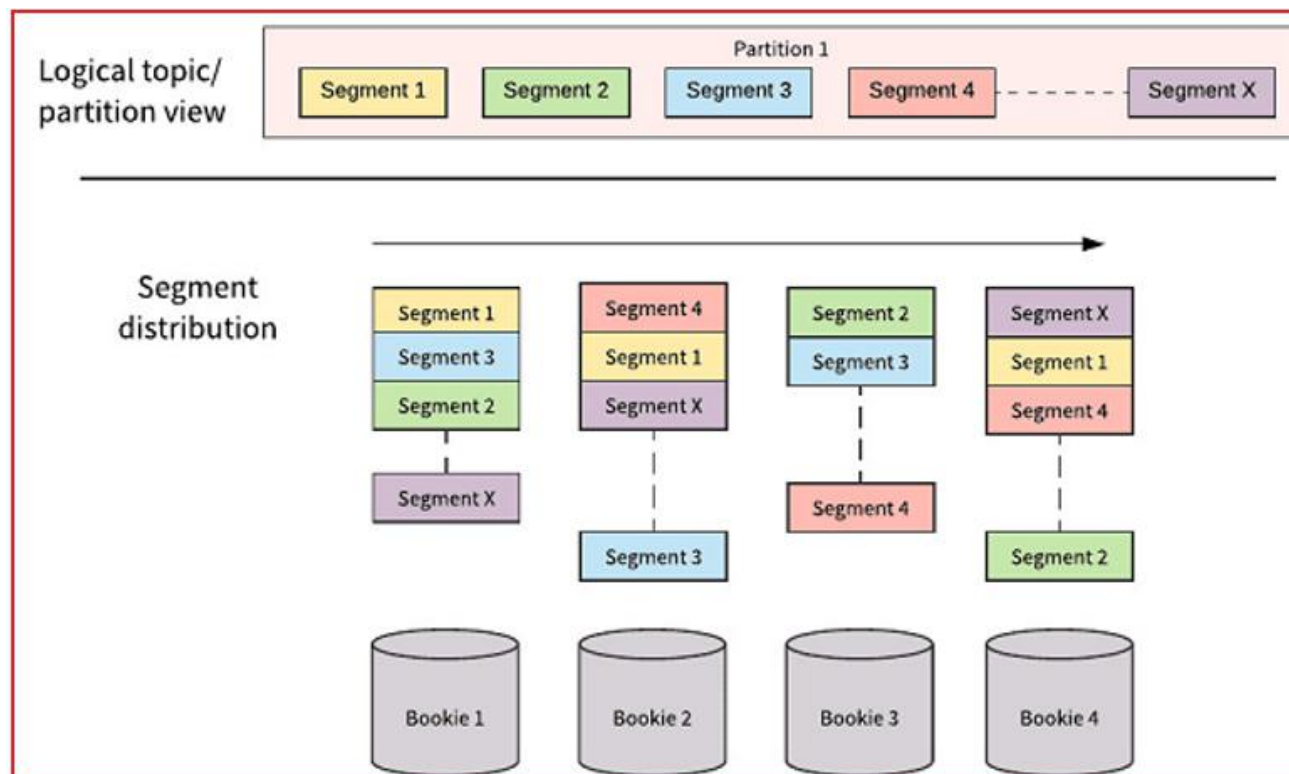 Logical topic/
partition view
Partition 1
Segment 1
Segment 2
Segment 3
Segment 4
Segment X
Segment
distribution
Segment 1
Segment 3
Segment 2
Segment X
Segment 4
Segment 1
Segment X
Segment 3
Segment 2
Segment 3
Segment 4
Segment X
Segment 1
Segment 4
Segment 2
Bookie 1
Bookie 2
Bookie 3
Bookie 4